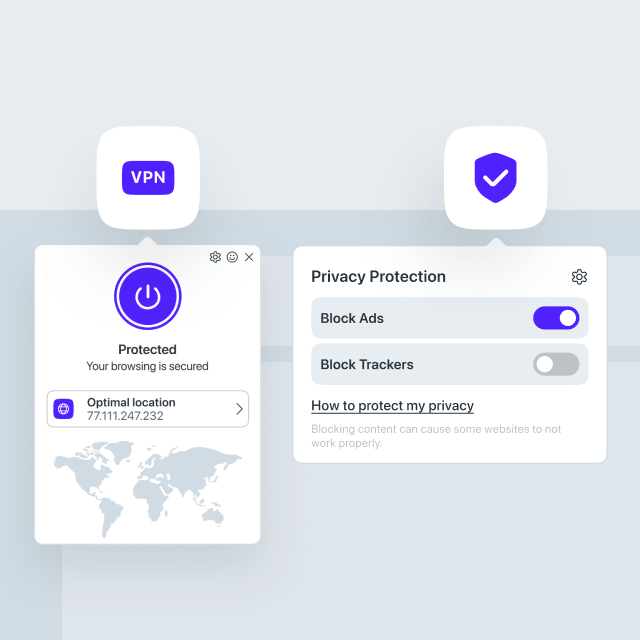 VPN
Protected
Your browsing is secured
Optimal location
77.111.247.232
Privacy Protection
Block Ads
Block Trackers
How to protect my privacy
Blocking content can cause some websites to not
work properly.